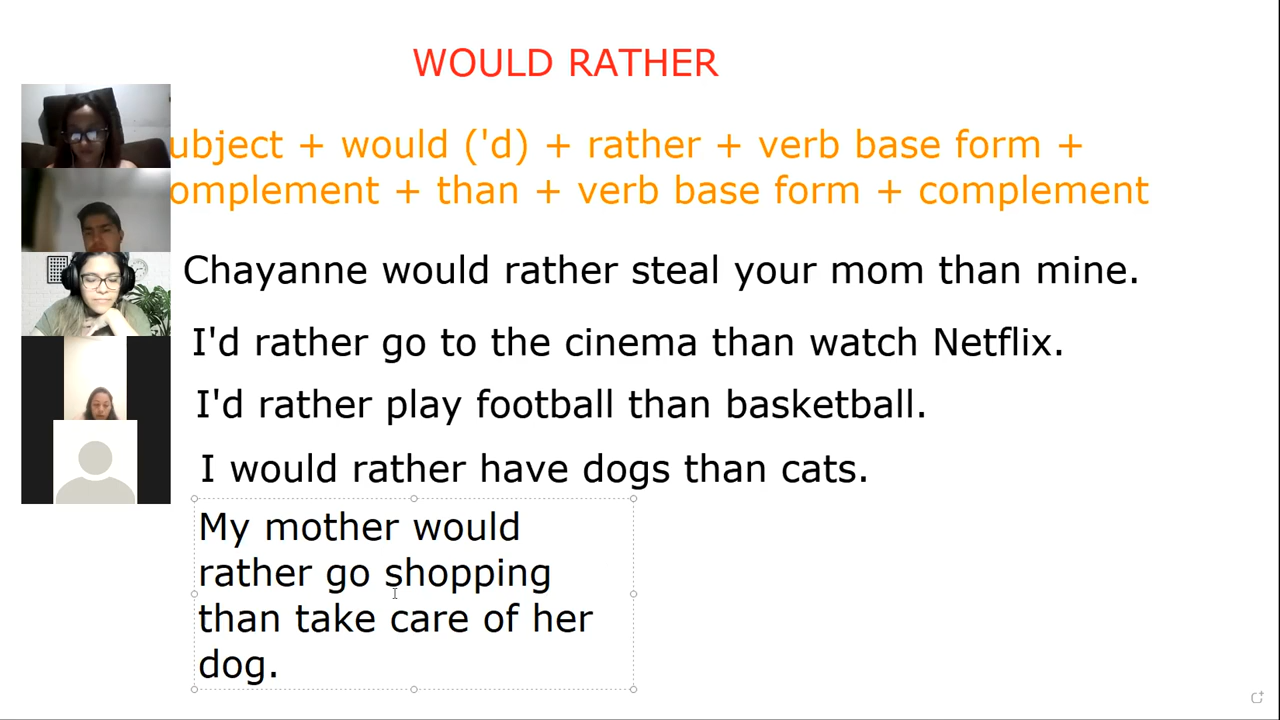 WOULD RATHER
ubject + would ('d) + rather + verb base form +
omplement + than + verb base form + complement
Chayanne would rather steal your mom than mine.
I'd rather go to the cinema than watch Netflix.
I'd rather play football than basketball.
I would rather have dogs than cats.
My mother would
rather go shopping
than take care of her
dog.